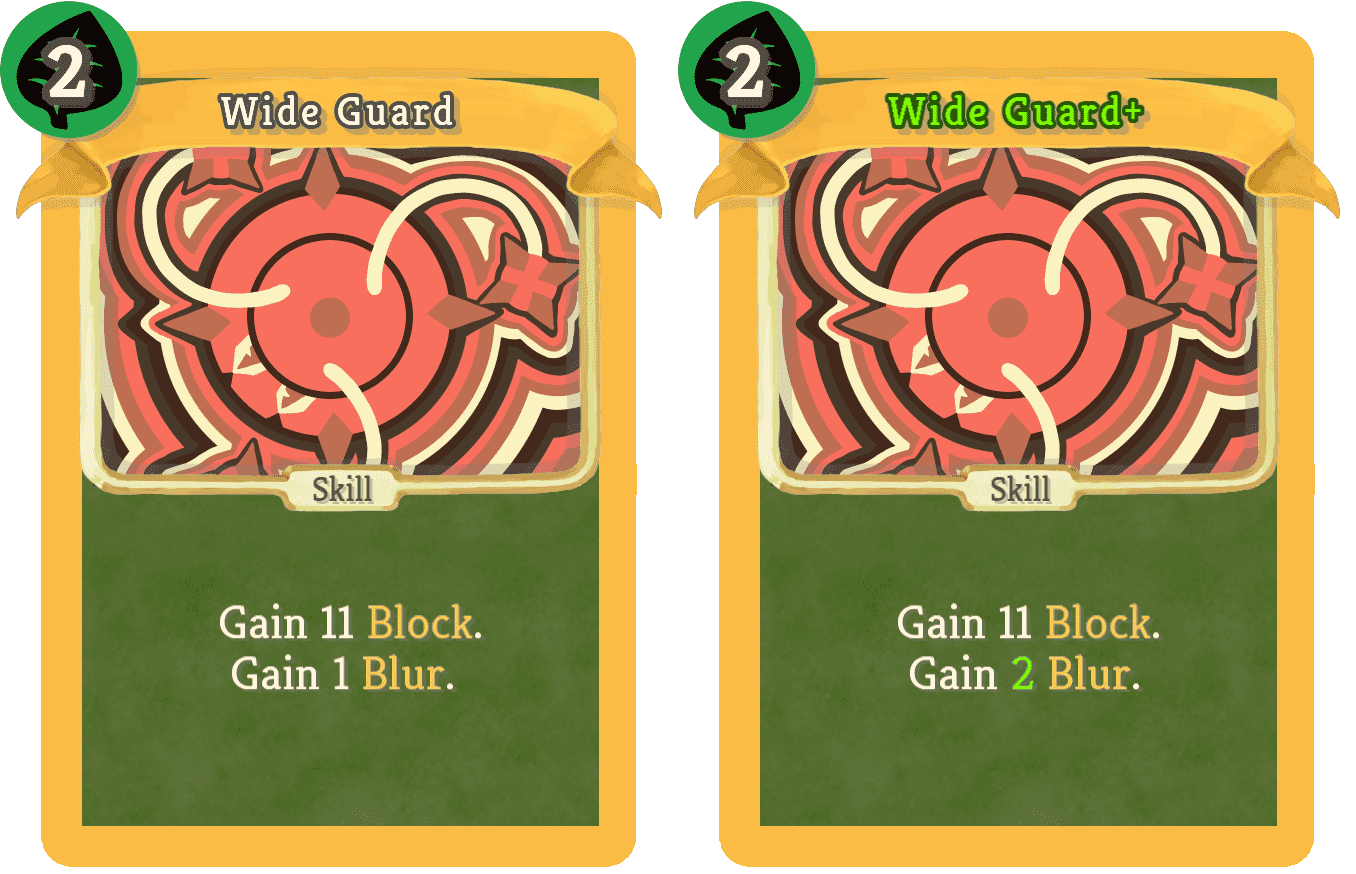 2
Wide Guard
Skill
Gain 11 Block.
Gain 1 Blur.
2
Wide Guard+
Skill
Gain 11 Block.
Gain 2 Blur.